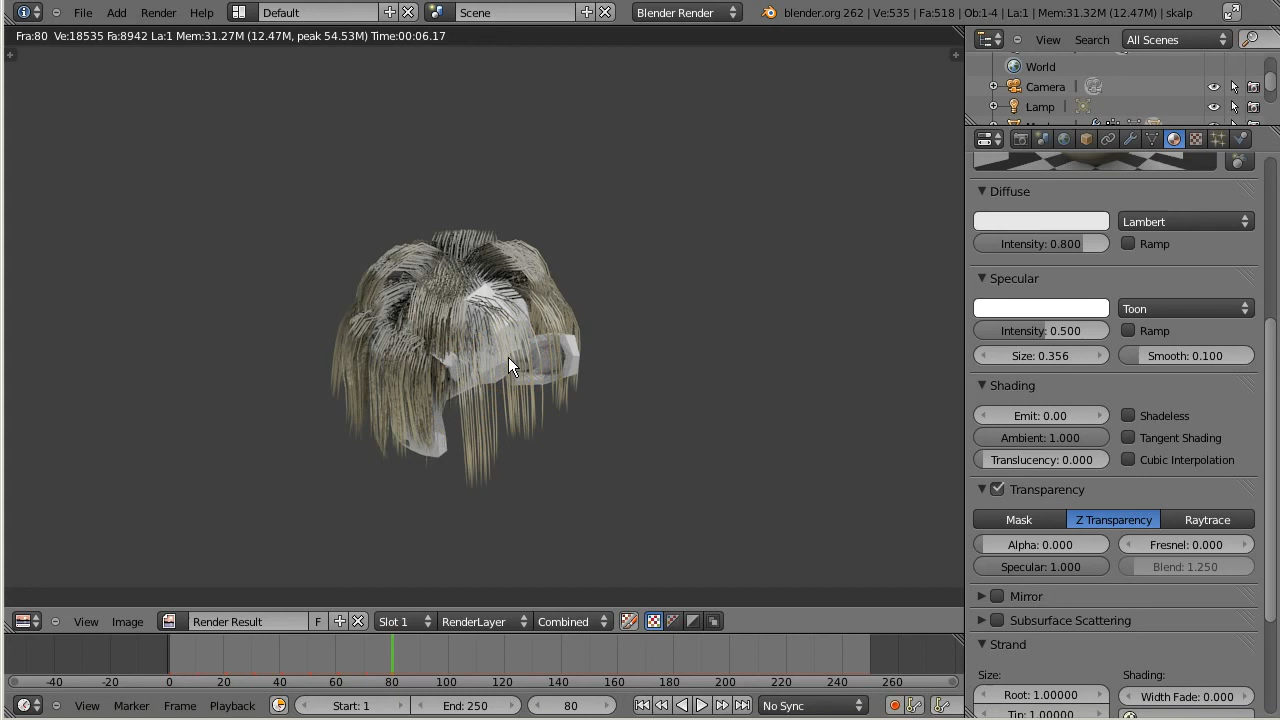 File Add Render Help Default Scene Blender Render blender.org 262 | Ve:535 | Fa:518 | Ob:1-4 | La:1 | Mem:31.32M (12.47M) | skalp
Fra:80 Ve:18535 Fa:8942 La:1 Mem:31.27M (12.47M, peak 54.53M) Time:00:06.17
View Search All Scenes
World
Camera
Lamp
Diffuse
Lambert
Intensity: 0.800 Ramp
Specular
Toon
Intensity: 0.500 Ramp
Size: 0.356 Smooth: 0.100
Shading
Emit: 0.00 Shadeless
Ambient: 1.000 Tangent Shading
Translucency: 0.000 Cubic Interpolation
Transparency
Mask Z Transparency Raytrace
Alpha: 0.000 Fresnel: 0.000
Specular: 1.000 Blend: 1.250
Mirror
Subsurface Scattering
Strand
Size: Shading:
Root: 1.00000 Width Fade: 0.000
Tip: 1.00000
View Image Render Result F Slot 1 RenderLayer Combined
-40 -20 0 20 40 60 80 100 120 140 160 180 200 220 240 260
View Marker Frame Playback Start: 1 End: 250 80 No Sync